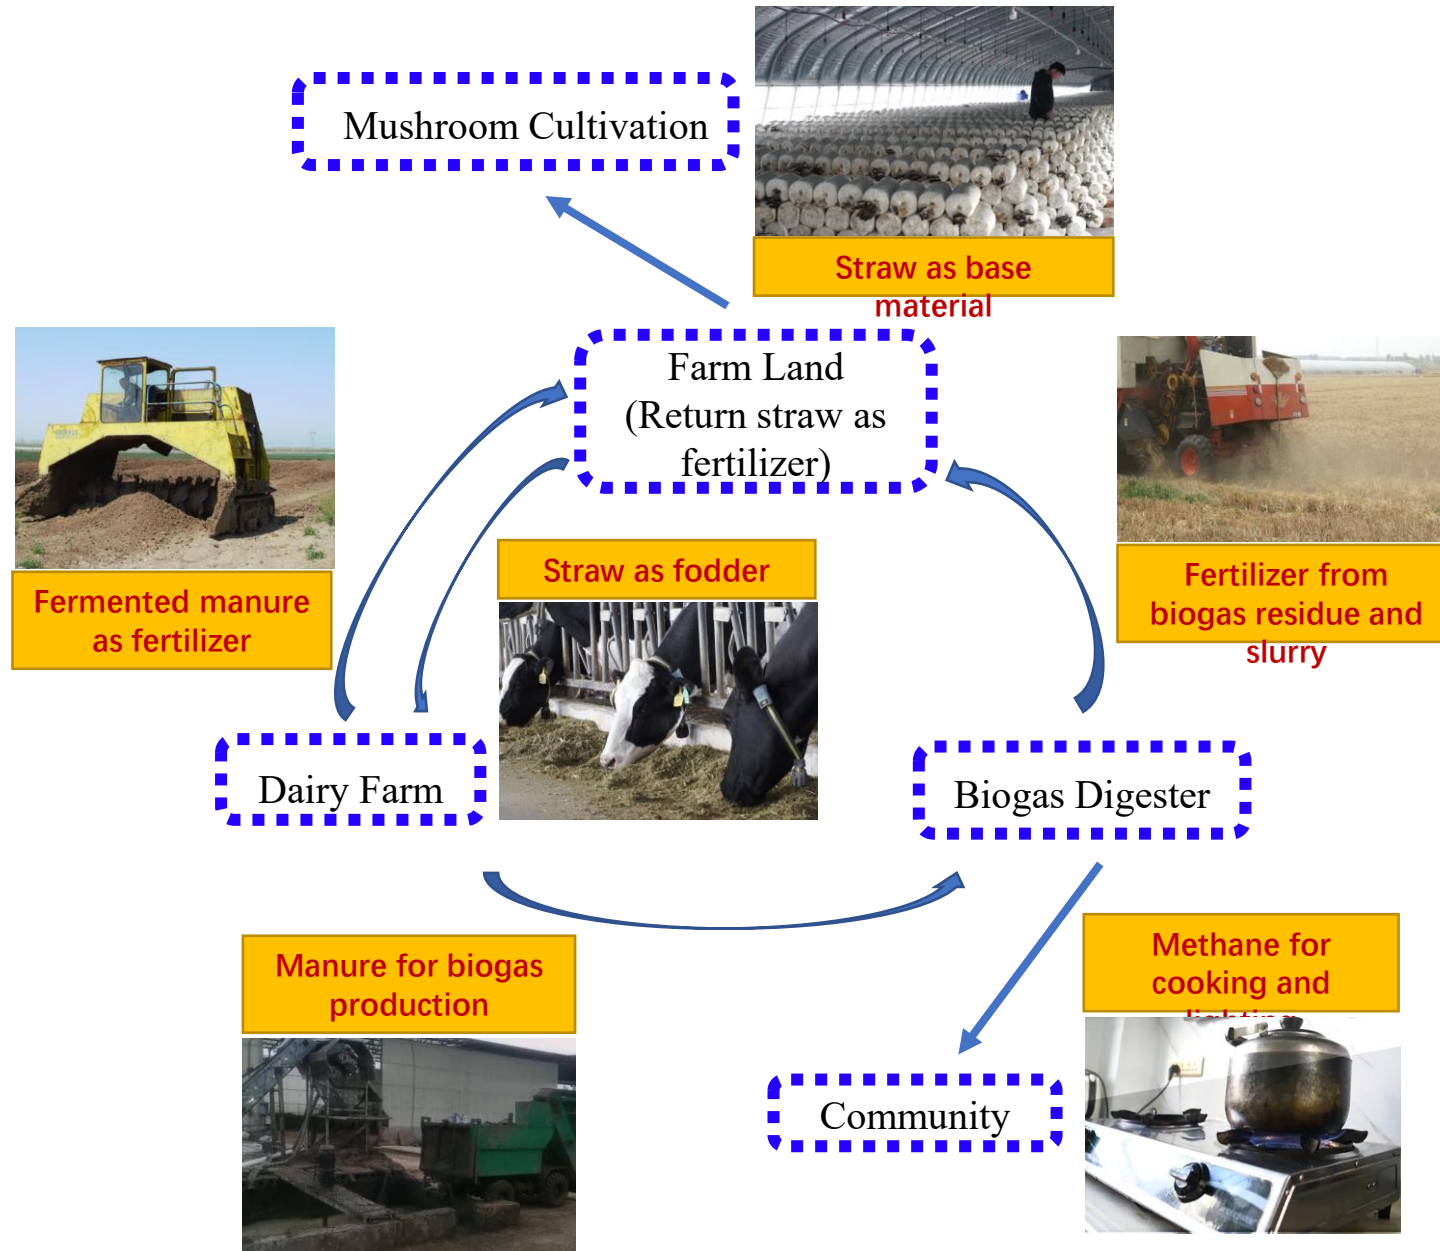 Mushroom Cultivation
Straw as base
material
Farm Land
(Return straw as
fertilizer)
Fermented manure
as fertilizer
Straw as fodder
Fertilizer from
biogas residue and
slurry
Dairy Farm
Biogas Digester
Manure for biogas
production
Methane for
cooking and
lighting
Community